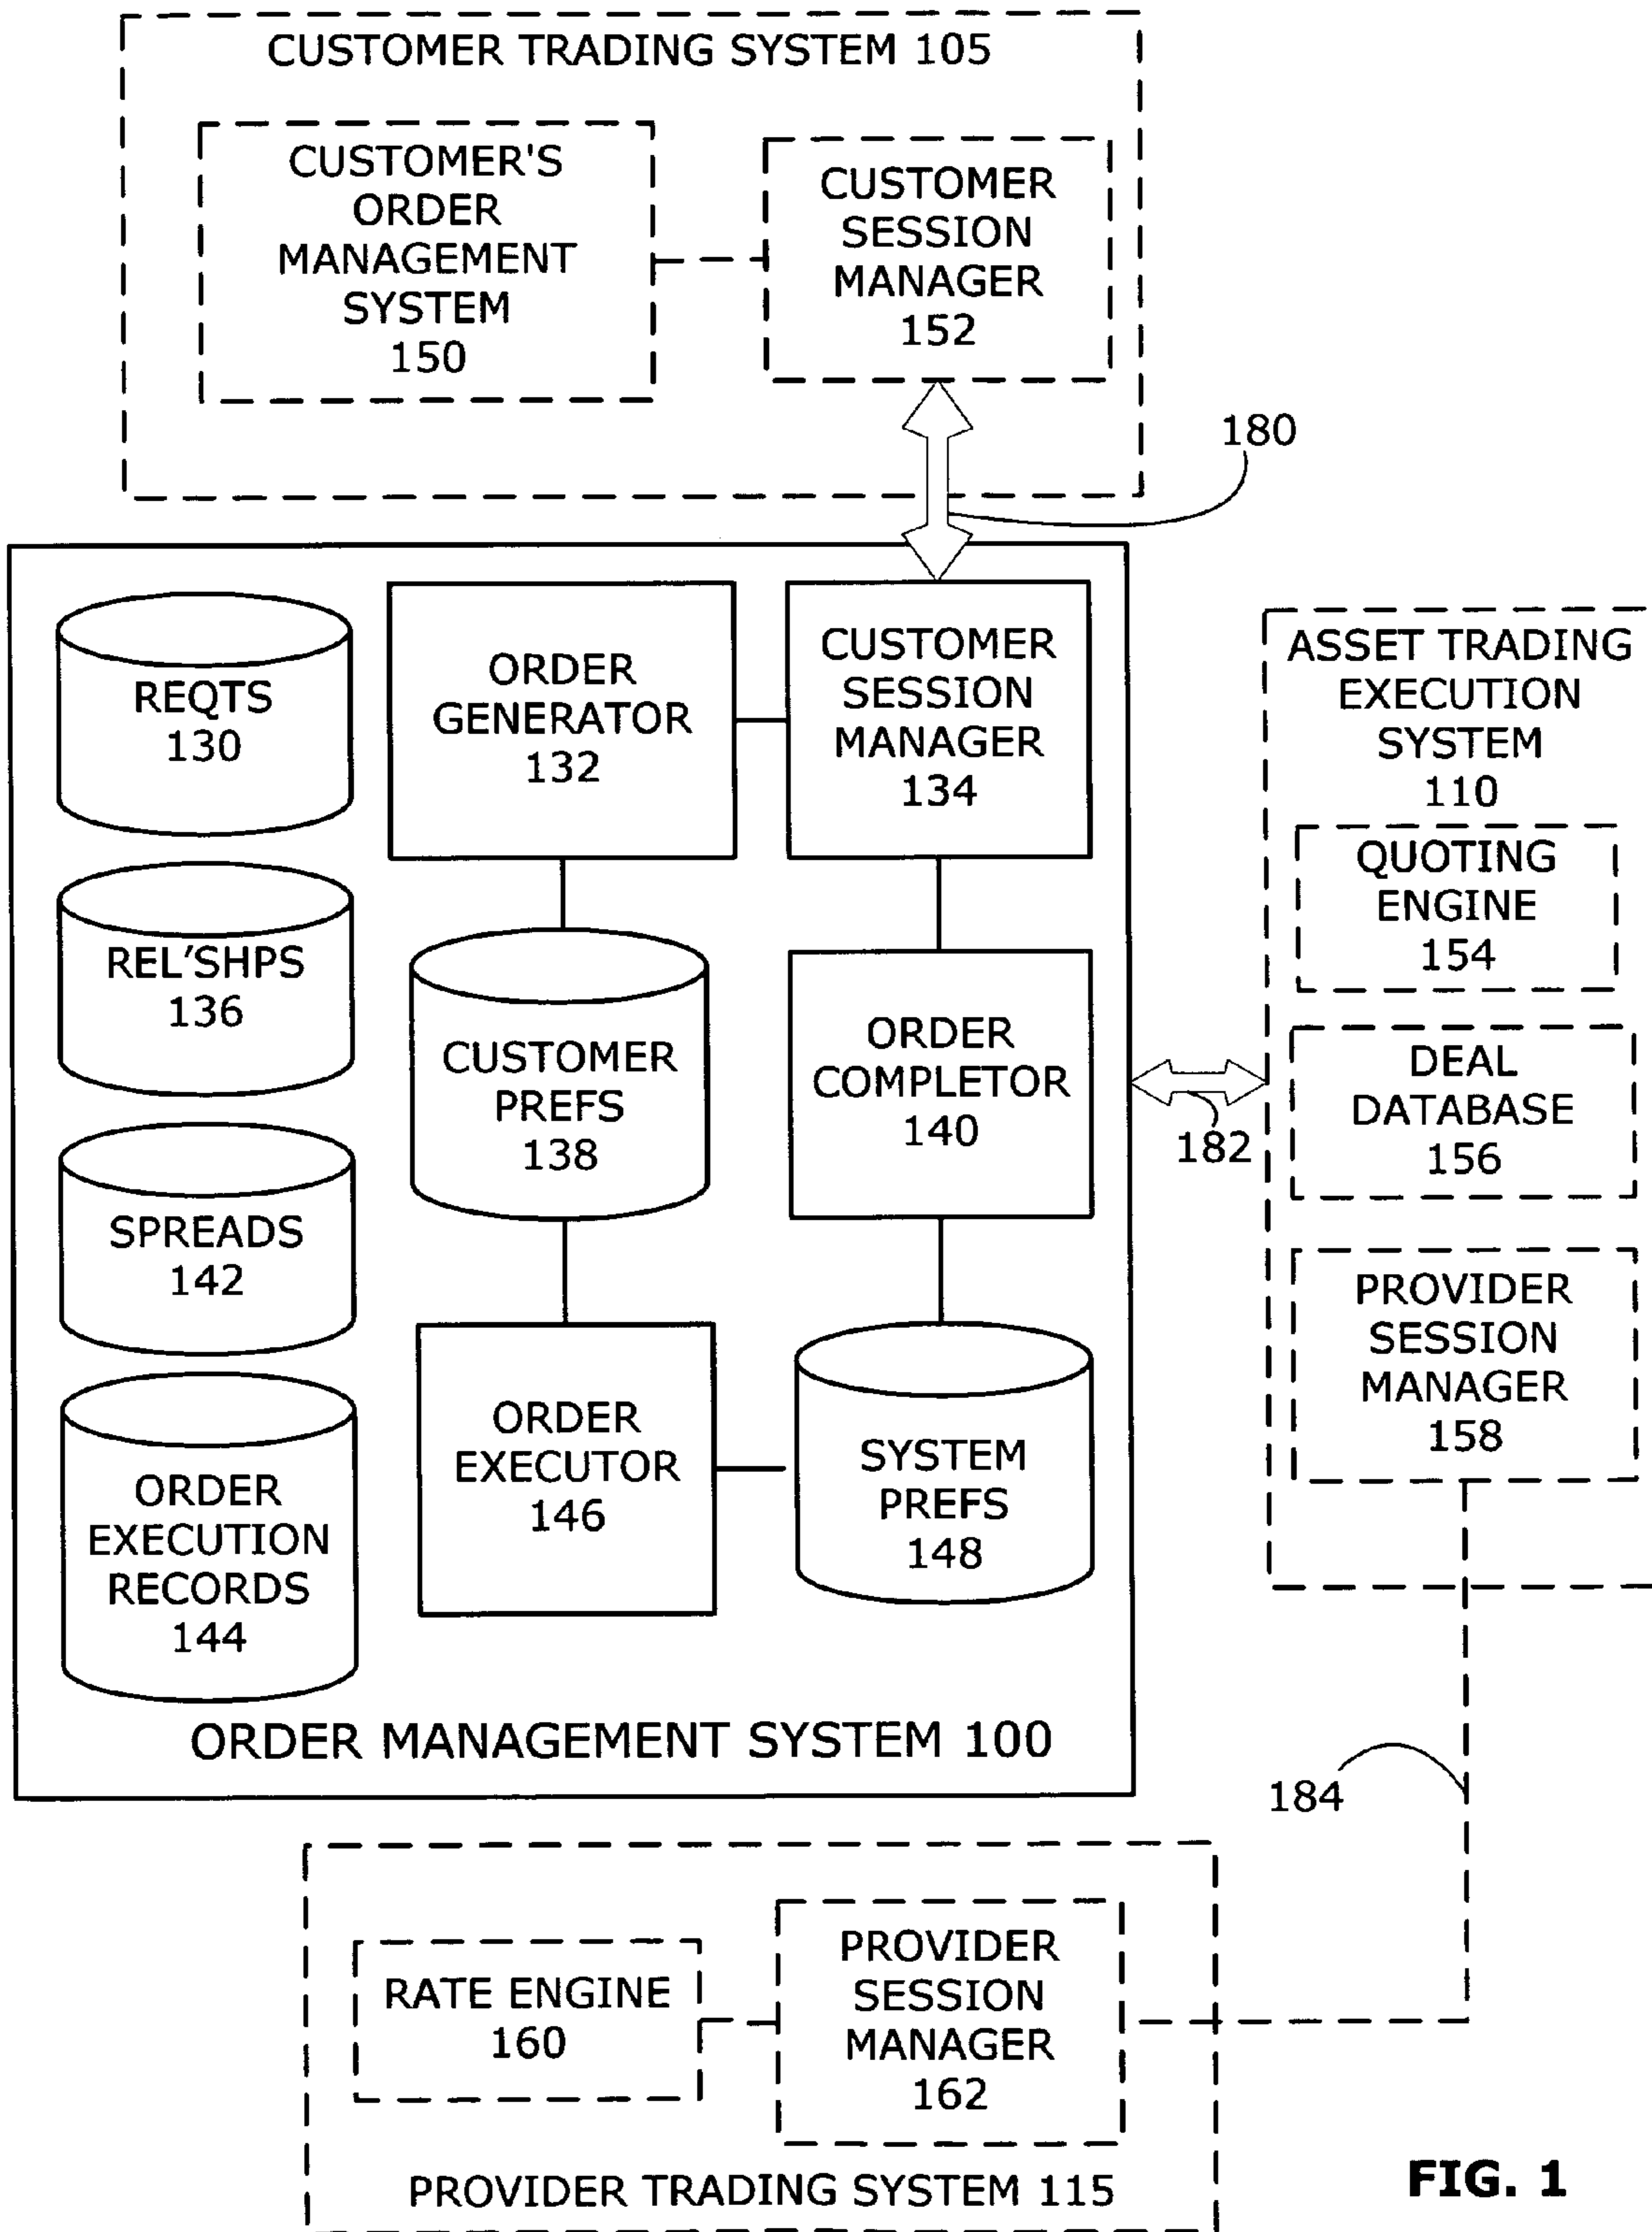 CUSTOMER TRADING SYSTEM 105
CUSTOMER'S
ORDER
MANAGEMENT
SYSTEM
150
CUSTOMER
SESSION
MANAGER
152
180
REQTS
130
ORDER
GENERATOR
132
CUSTOMER
SESSION
MANAGER
134
REL'SHPS
136
CUSTOMER
PREFS
138
ORDER
COMPLETOR
140
SPREADS
142
ORDER
EXECUTION
RECORDS
144
ORDER
EXECUTOR
146
SYSTEM
PREFS
148
ORDER MANAGEMENT SYSTEM 100
182
ASSET TRADING
EXECUTION
SYSTEM
110
QUOTING
ENGINE
154
DEAL
DATABASE
156
PROVIDER
SESSION
MANAGER
158
184
RATE ENGINE
160
PROVIDER
SESSION
MANAGER
162
PROVIDER TRADING SYSTEM 115
FIG. 1